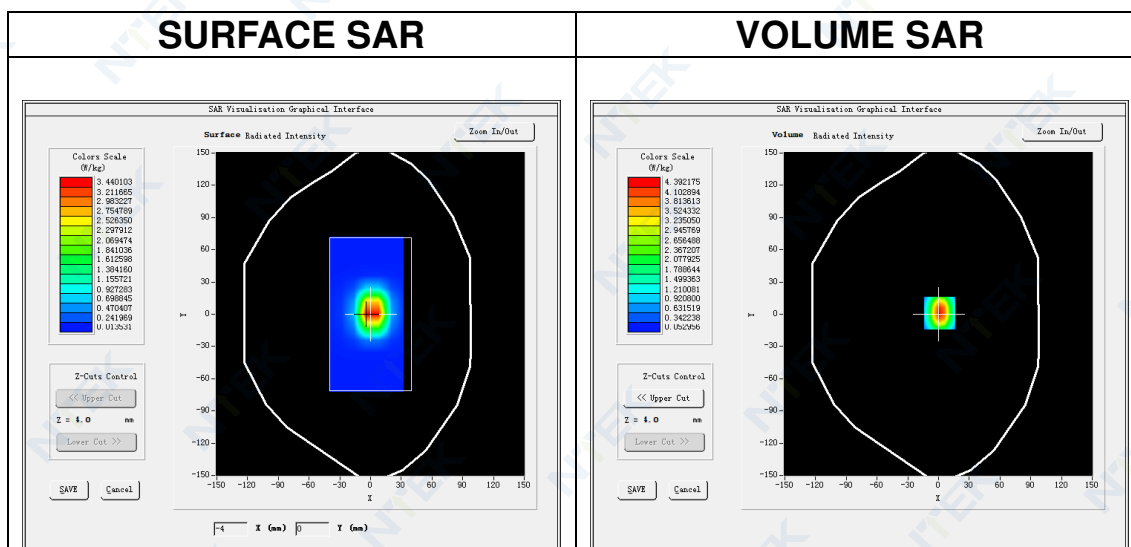 SURFACE SAR
VOLUME SAR
SAR Visualisation Graphical Interface
Surface Radiated Intensity
Zoom In/Out
Colors Scale
(W/kg)
3.440103
3.211665
2.983227
2.754789
2.526350
2.297912
2.069474
1.841036
1.612598
1.384160
1.155721
0.927283
0.698845
0.470407
0.241969
0.013531
150
120
90
60
30
0
-30
-60
-90
-120
-150
Y
-150 -120 -90 -60 -30 0 30 60 90 120 150
X
Z-Cuts Control
<< Upper Cut
Z = 4.0 mm
Lower Cut >>
SAVE Cancel
-4 X (mm) 0 Y (mm)
SAR Visualisation Graphical Interface
Volume Radiated Intensity
Zoom In/Out
Colors Scale
(W/kg)
4.392175
4.102894
3.813613
3.524332
3.235050
2.945769
2.656488
2.367207
2.077925
1.788644
1.499363
1.210081
0.920800
0.631519
0.342238
0.052956
150
120
90
60
30
0
-30
-60
-90
-120
-150
Y
-150 -120 -90 -60 -30 0 30 60 90 120 150
X
Z-Cuts Control
<< Upper Cut
Z = 4.0 mm
Lower Cut >>
SAVE Cancel
NTEK